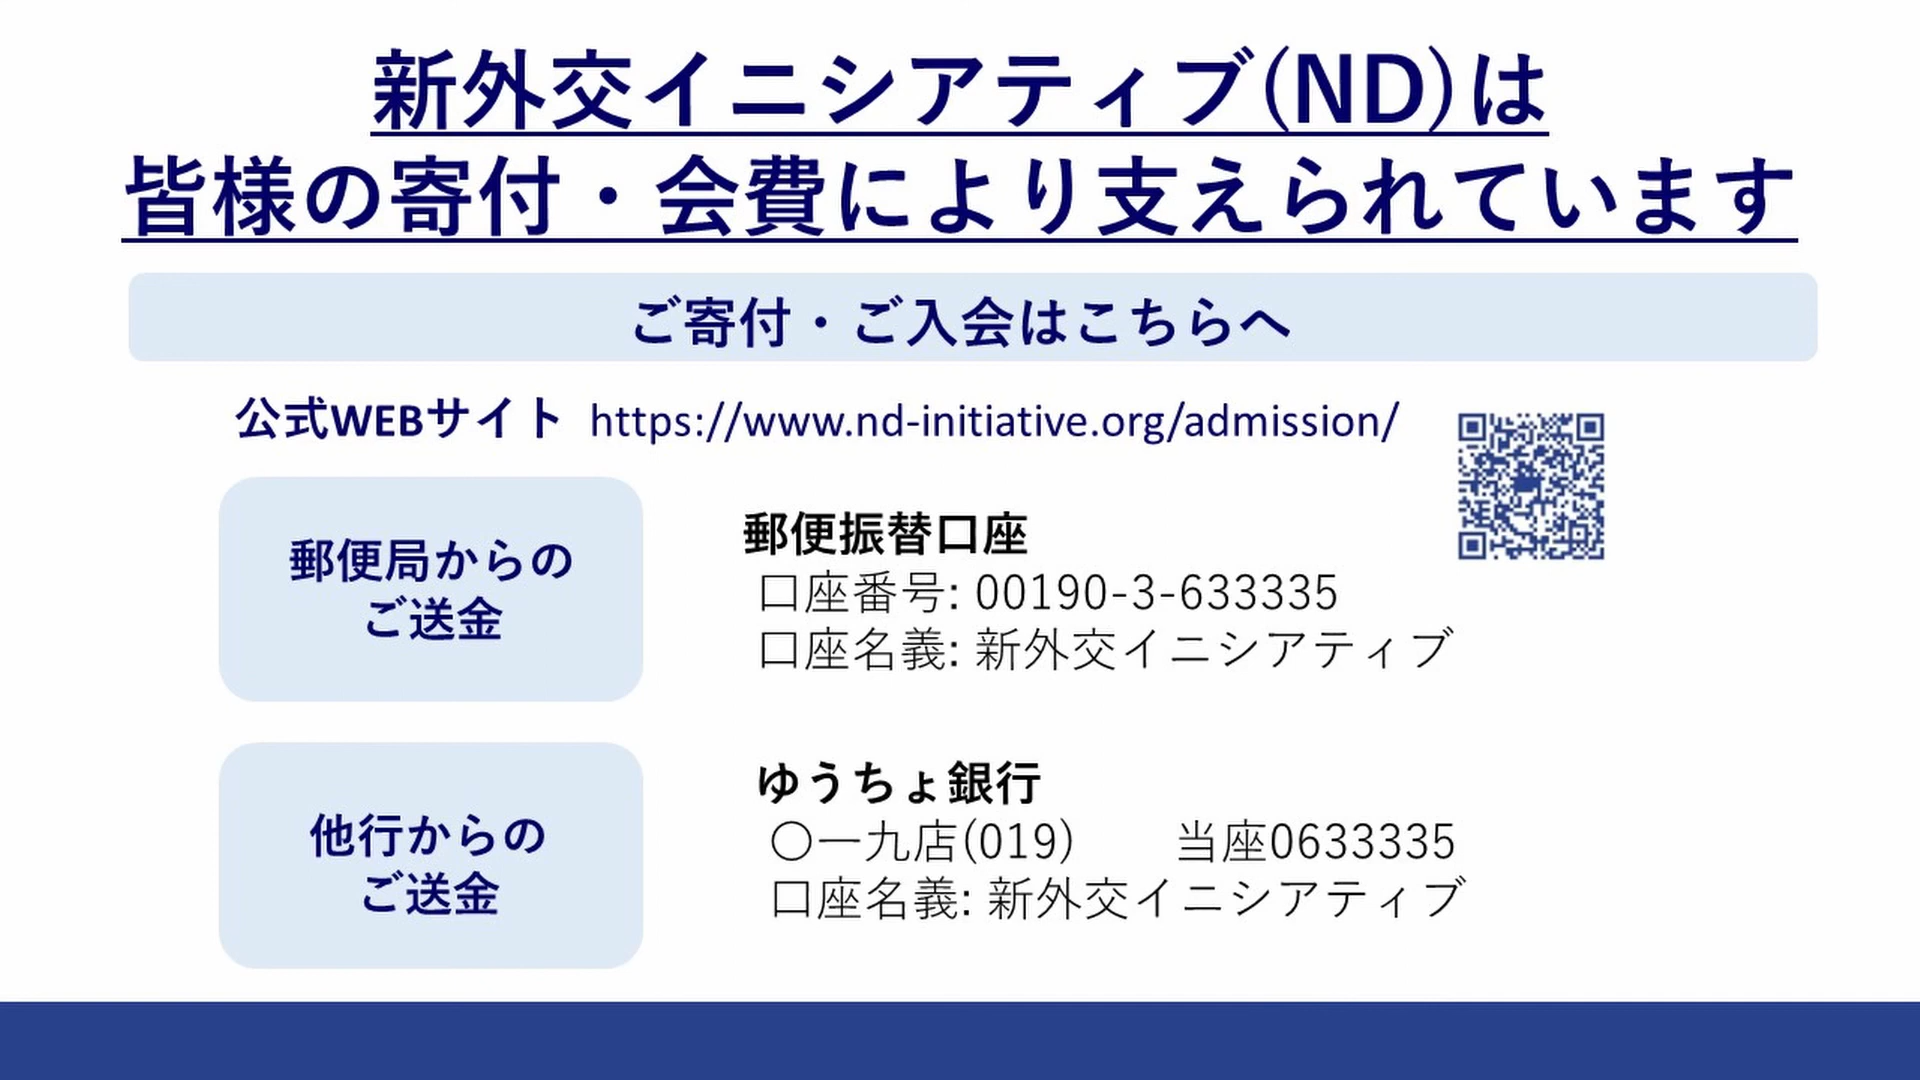 新外交イニシアティブ(ND)は
皆様の寄付・会費により支えられています
ご寄付・ご入会はこちらへ
公式WEBサイト https://www.nd-initiative.org/admission/
郵便局からの
ご送金
郵便振替口座
口座番号: 00190-3-633335
口座名義: 新外交イニシアティブ
他行からの
ご送金
ゆうちょ銀行
〇一九店(019) 当座0633335
口座名義: 新外交イニシアティブ